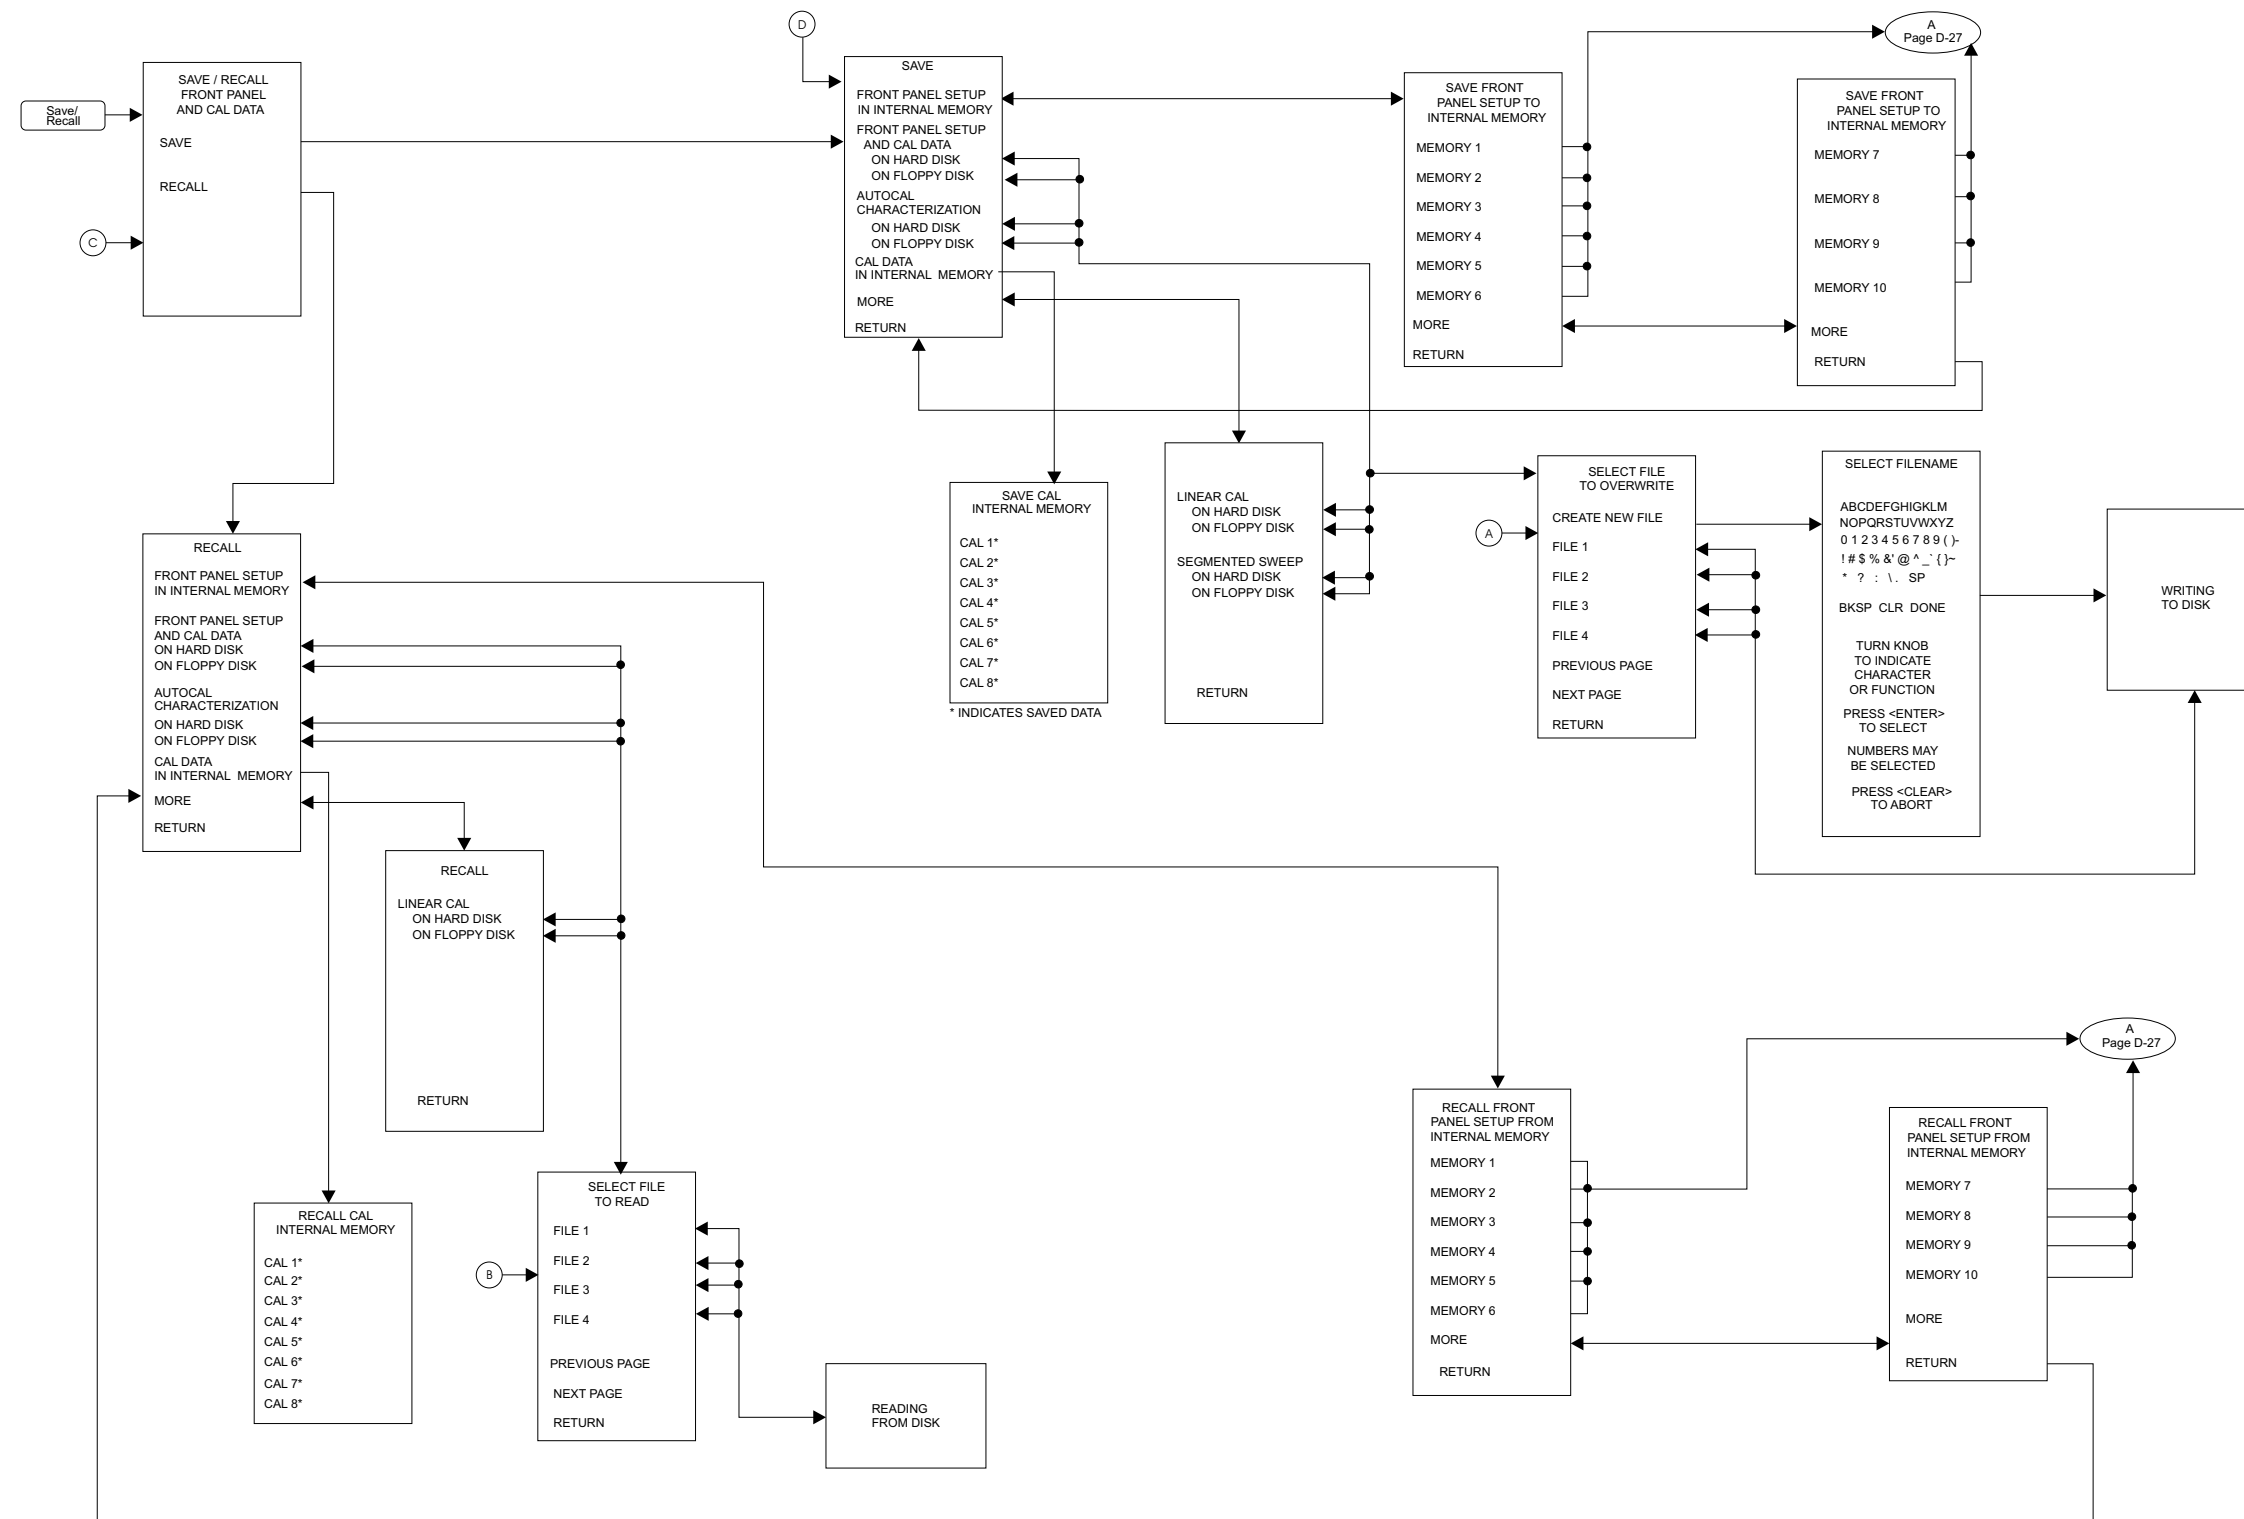 Save/
Recall
SAVE / RECALL
FRONT PANEL
AND CAL DATA
SAVE
RECALL
C
D
SAVE
FRONT PANEL SETUP
IN INTERNAL MEMORY
FRONT PANEL SETUP
AND CAL DATA
ON HARD DISK
ON FLOPPY DISK
AUTOCAL
CHARACTERIZATION
ON HARD DISK
ON FLOPPY DISK
CAL DATA
IN INTERNAL MEMORY
MORE
RETURN
SAVE FRONT
PANEL SETUP TO
INTERNAL MEMORY
MEMORY 1
MEMORY 2
MEMORY 3
MEMORY 4
MEMORY 5
MEMORY 6
MORE
RETURN
A
Page D-27
SAVE FRONT
PANEL SETUP TO
INTERNAL MEMORY
MEMORY 7
MEMORY 8
MEMORY 9
MEMORY 10
MORE
RETURN
SAVE CAL
INTERNAL MEMORY
CAL 1*
CAL 2*
CAL 3*
CAL 4*
CAL 5*
CAL 6*
CAL 7*
CAL 8*
* INDICATES SAVED DATA
LINEAR CAL
ON HARD DISK
ON FLOPPY DISK
SEGMENTED SWEEP
ON HARD DISK
ON FLOPPY DISK
RETURN
A
SELECT FILE
TO OVERWRITE
CREATE NEW FILE
FILE 1
FILE 2
FILE 3
FILE 4
PREVIOUS PAGE
NEXT PAGE
RETURN
SELECT FILENAME
ABCDEFGHIGKLM
NOPQRSTUVWXYZ
0 1 2 3 4 5 6 7 8 9 ( )-
! # $ % &' @ ^ _ ` { }~
* ? : \ . SP
BKSP CLR DONE
TURN KNOB
TO INDICATE
CHARACTER
OR FUNCTION
PRESS <ENTER>
TO SELECT
NUMBERS MAY
BE SELECTED
PRESS <CLEAR>
TO ABORT
WRITING
TO DISK
RECALL
FRONT PANEL SETUP
IN INTERNAL MEMORY
FRONT PANEL SETUP
AND CAL DATA
ON HARD DISK
ON FLOPPY DISK
AUTOCAL
CHARACTERIZATION
ON HARD DISK
ON FLOPPY DISK
CAL DATA
IN INTERNAL MEMORY
MORE
RETURN
RECALL
LINEAR CAL
ON HARD DISK
ON FLOPPY DISK
RETURN
RECALL CAL
INTERNAL MEMORY
CAL 1*
CAL 2*
CAL 3*
CAL 4*
CAL 5*
CAL 6*
CAL 7*
CAL 8*
B
SELECT FILE
TO READ
FILE 1
FILE 2
FILE 3
FILE 4
PREVIOUS PAGE
NEXT PAGE
RETURN
READING
FROM DISK
RECALL FRONT
PANEL SETUP FROM
INTERNAL MEMORY
MEMORY 1
MEMORY 2
MEMORY 3
MEMORY 4
MEMORY 5
MEMORY 6
MORE
RETURN
A
Page D-27
RECALL FRONT
PANEL SETUP FROM
INTERNAL MEMORY
MEMORY 7
MEMORY 8
MEMORY 9
MEMORY 10
MORE
RETURN